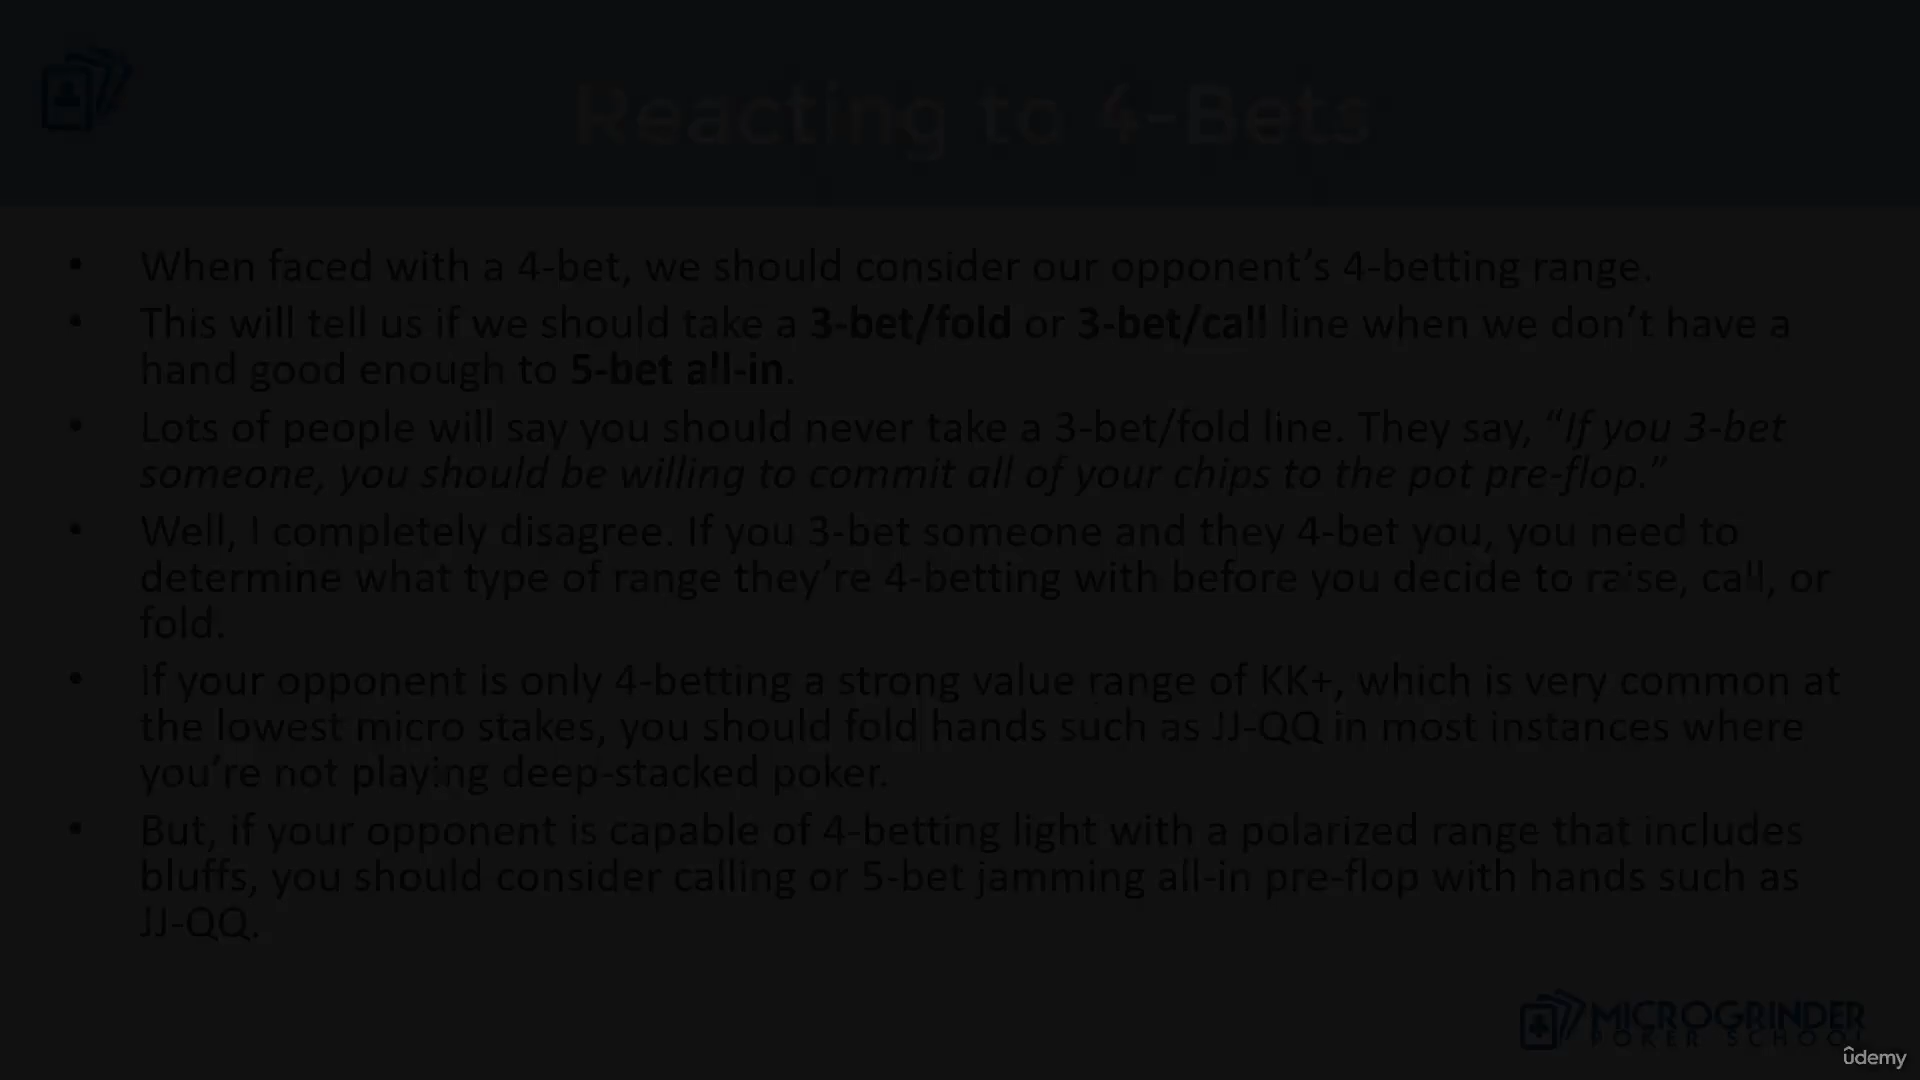 Reacting to 4-Bets
• When faced with a 4-bet, we should consider our opponent’s 4-betting range.
• This will tell us if we should take a 3-bet/fold or 3-bet/call line when we don’t have a
hand good enough to 5-bet all-in.
• Lots of people will say you should never take a 3-bet/fold line. They say, “If you 3-bet
someone, you should be willing to commit all of your chips to the pot pre-flop.”
• Well, I completely disagree. If you 3-bet someone and they 4-bet you, you need to
determine what type of range they’re 4-betting with before you decide to raise, call, or
fold.
• If your opponent is only 4-betting a strong value range of KK+, which is very common at
the lowest micro stakes, you should fold hands such as JJ-QQ in most instances where
you’re not playing deep-stacked poker.
• But, if your opponent is capable of 4-betting light with a polarized range that includes
bluffs, you should consider calling or 5-bet jamming all-in pre-flop with hands such as
JJ-QQ.
MICROGRINDER
POKER SCHOOL
ûdemy